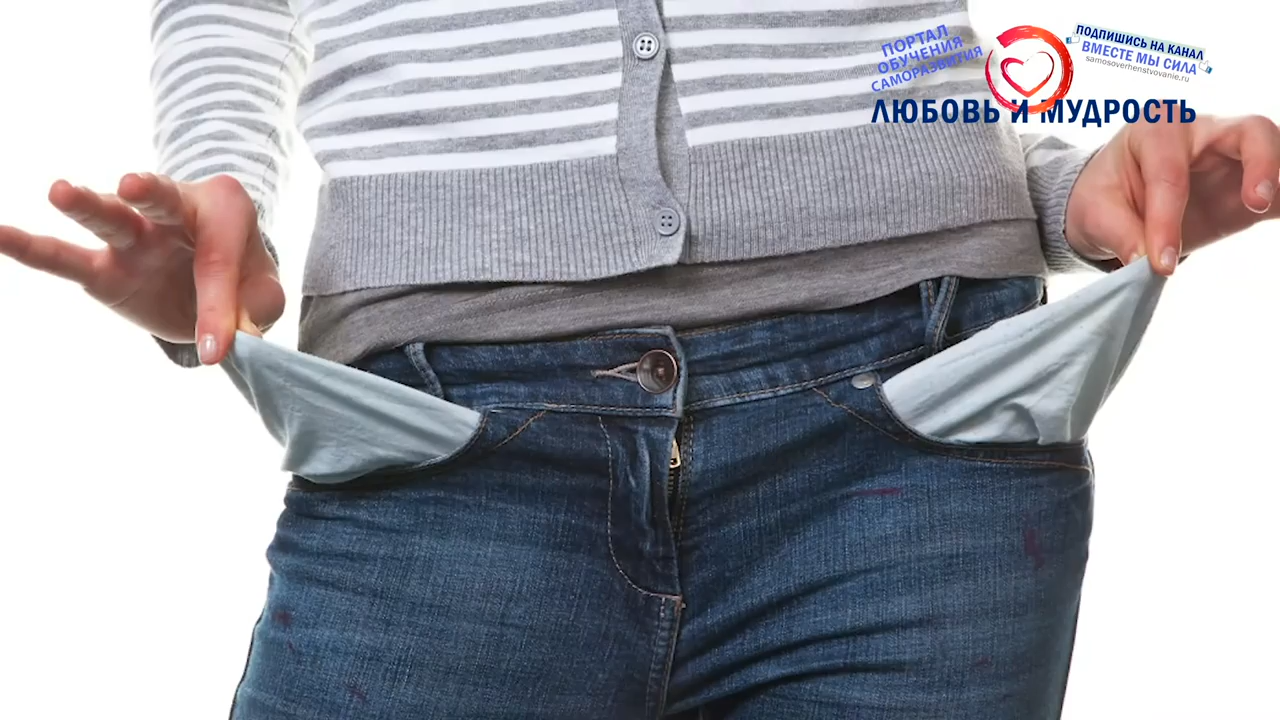 ПОРТАЛ
ОБУЧЕНИЯ
САМОРАЗВИТИЯ
ПОДПИШИСЬ НА КАНАЛ
ВМЕСТЕ МЫ СИЛА
samosoverhenstvovanie.ru
ЛЮБОВЬ И МУДРОСТЬ